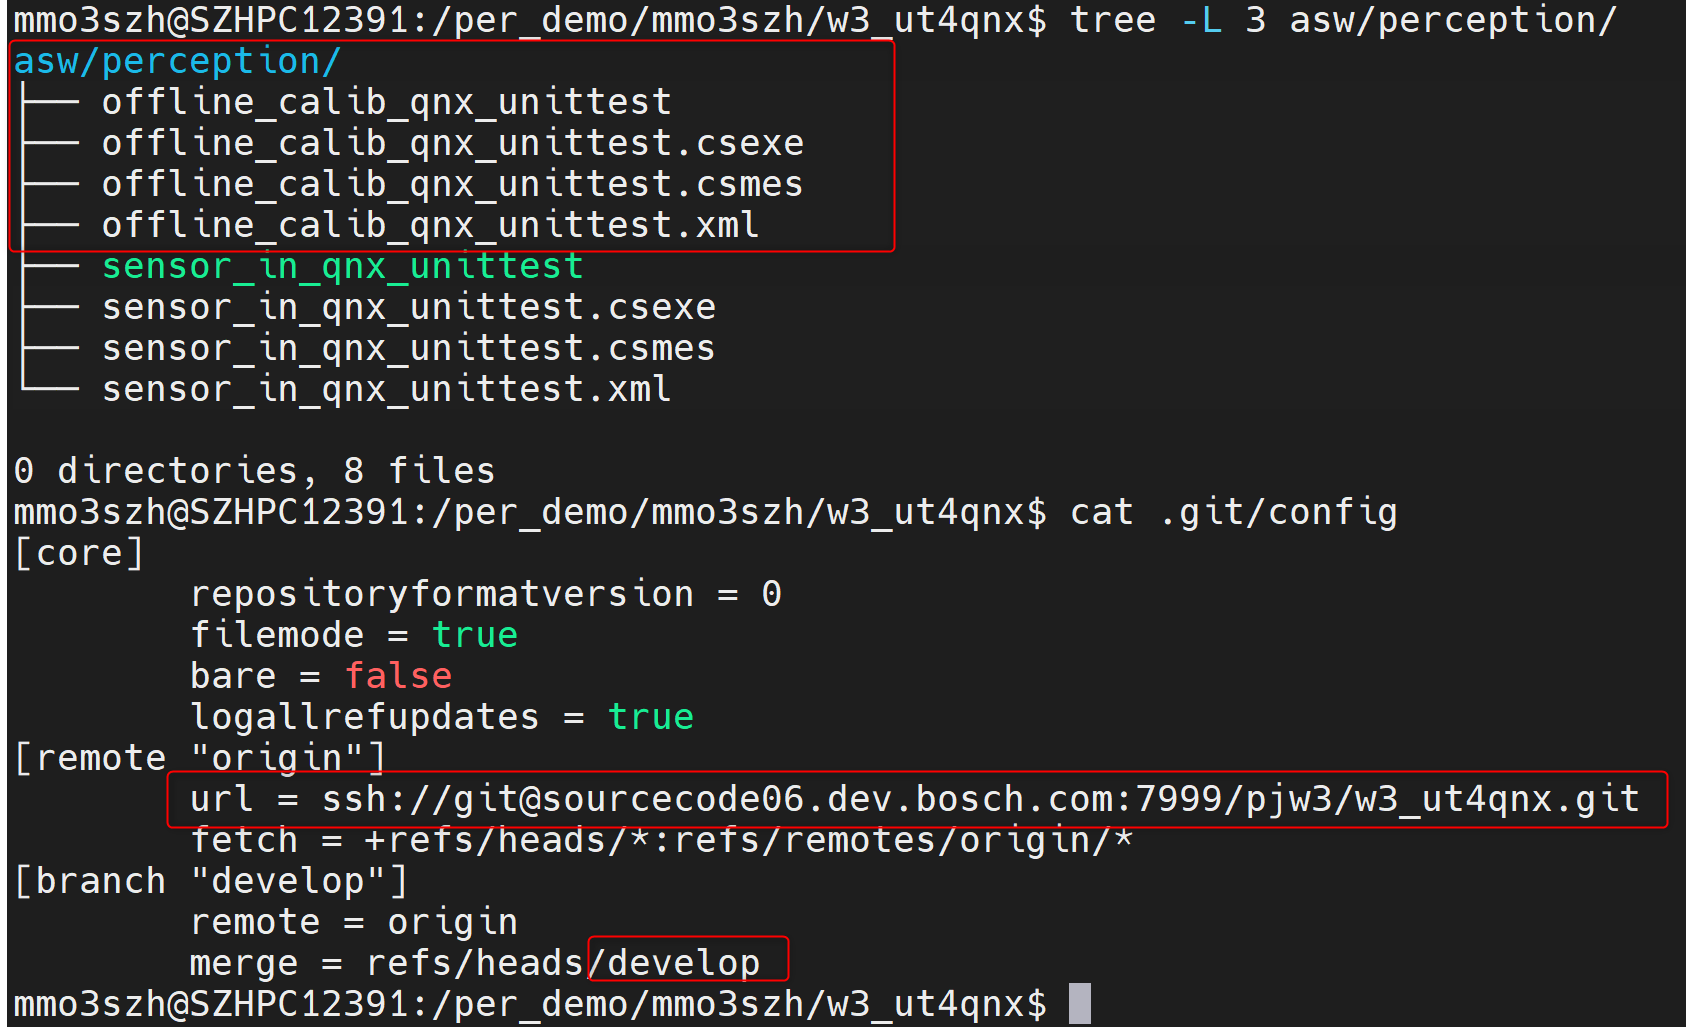 mmo3szh@SZHPC12391:/per_demo/mmo3szh/w3_ut4qnx$ tree -L 3 asw/perception/
asw/perception/
├── offline_calib_qnx_unittest
├── offline_calib_qnx_unittest.csexe
├── offline_calib_qnx_unittest.csmes
├── offline_calib_qnx_unittest.xml
├── sensor_in_qnx_unittest
├── sensor_in_qnx_unittest.csexe
├── sensor_in_qnx_unittest.csmes
└── sensor_in_qnx_unittest.xml
0 directories, 8 files
mmo3szh@SZHPC12391:/per_demo/mmo3szh/w3_ut4qnx$ cat .git/config
[core]
repositoryformatversion = 0
filemode = true
bare = false
logallrefupdates = true
[remote "origin"]
url = ssh://git@sourcecode06.dev.bosch.com:7999/pjw3/w3_ut4qnx.git
fetch = +refs/heads/*:refs/remotes/origin/*
[branch "develop"]
remote = origin
merge = refs/heads/develop
mmo3szh@SZHPC12391:/per_demo/mmo3szh/w3_ut4qnx$